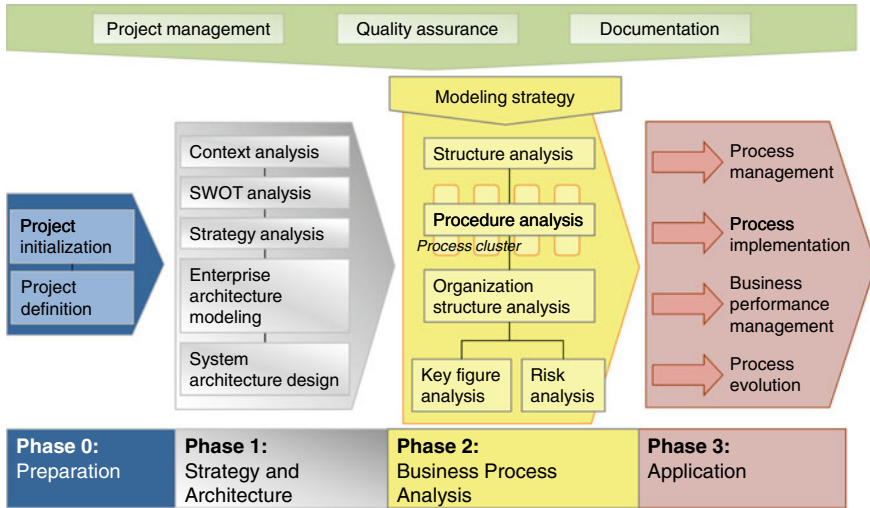 Project management
Quality assurance
Documentation
Modeling strategy
Project
initialization
Project
definition
Context analysis
SWOT analysis
Strategy analysis
Enterprise
architecture
modeling
System
architecture design
Structure analysis
Procedure analysis
Process cluster
Organization
structure analysis
Key figure
analysis
Risk
analysis
Process
management
Process
implementation
Business
performance
management
Process
evolution
Phase 0:
Preparation
Phase 1:
Strategy and
Architecture
Phase 2:
Business Process
Analysis
Phase 3:
Application